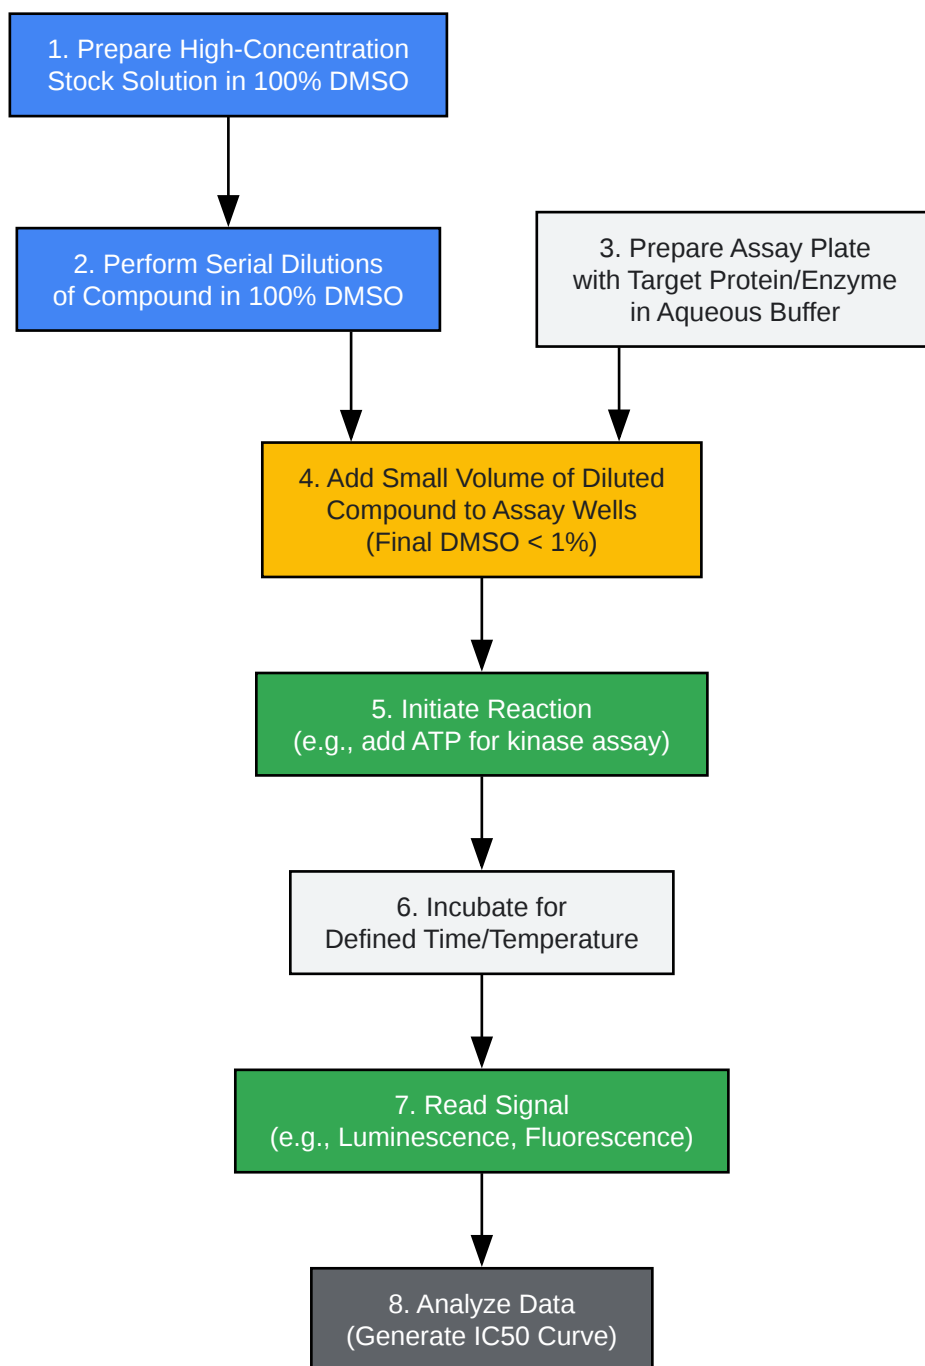 1. Prepare High-Concentration
Stock Solution in 100% DMSO
2. Perform Serial Dilutions
of Compound in 100% DMSO
3. Prepare Assay Plate
with Target Protein/Enzyme
in Aqueous Buffer
4. Add Small Volume of Diluted
Compound to Assay Wells
(Final DMSO < 1%)
5. Initiate Reaction
(e.g., add ATP for kinase assay)
6. Incubate for
Defined Time/Temperature
7. Read Signal
(e.g., Luminescence, Fluorescence)
8. Analyze Data
(Generate IC50 Curve)